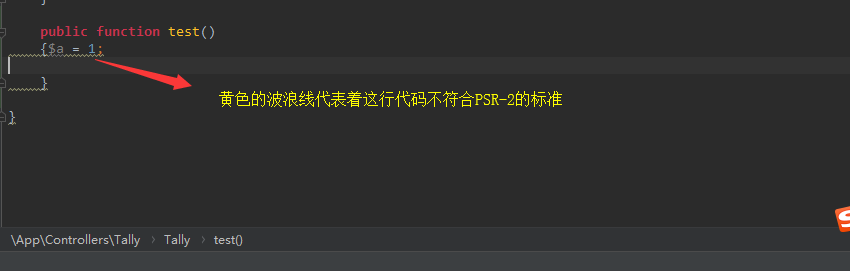 }
public function test()
{$a = 1;
}
黄色的波浪线代表着这行代码不符合PSR-2的标准
}
\App\Controllers\Tally › Tally › test()